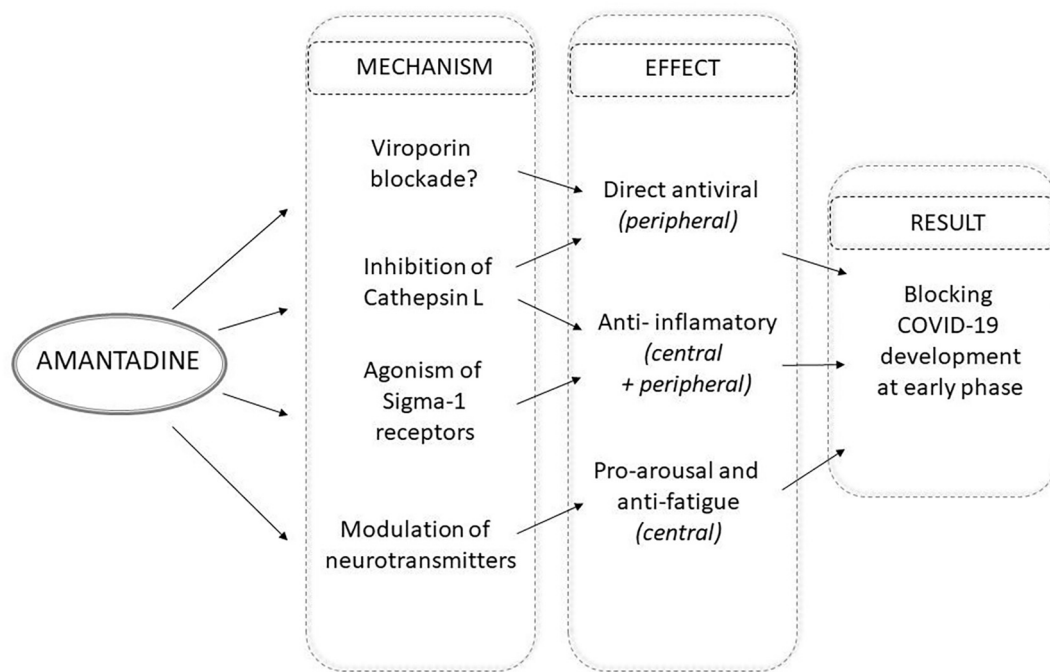 AMANTADINE
MECHANISM
Viroporin
blockade?
Inhibition of
Cathepsin L
Agonism of
Sigma-1
receptors
Modulation of
neurotransmitters
EFFECT
Direct antiviral
(peripheral)
Anti- inflamatory
(central
+ peripheral)
Pro-arousal and
anti-fatigue
(central)
RESULT
Blocking
COVID-19
development
at early phase